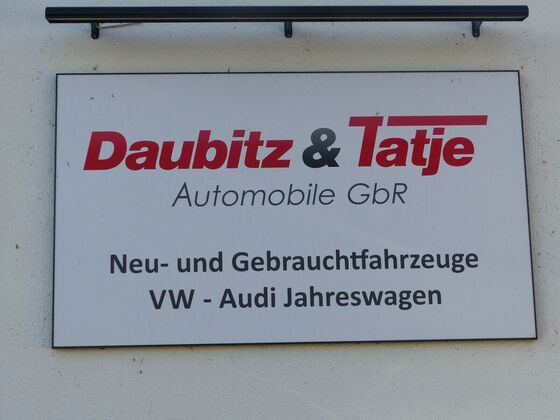 Daubitz & Tatje
Automobile GbR
Neu- und Gebrauchtfahrzeuge
VW - Audi Jahreswagen